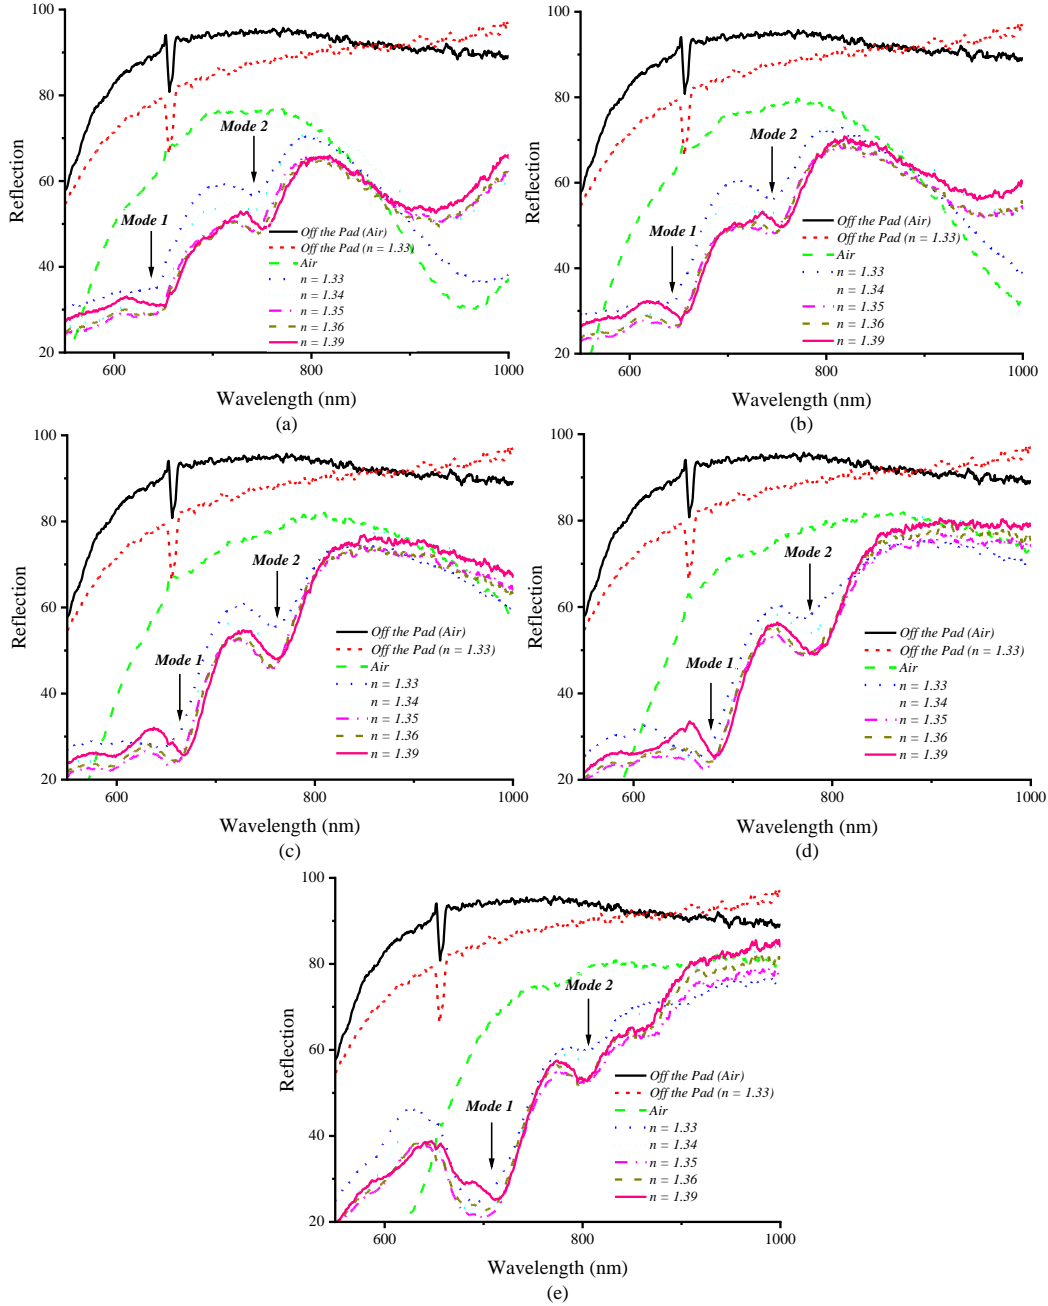 100
80
60
40
20
Reflection
Mode 1
Mode 2
Off the Pad (Air)
Off the Pad (n = 1.33)
Air
n = 1.33
n = 1.34
n = 1.35
n = 1.36
n = 1.39
600
800
1000
Wavelength (nm)
(a)
100
80
60
40
20
Reflection
Mode 1
Mode 2
Off the Pad (Air)
Off the Pad (n = 1.33)
Air
n = 1.33
n = 1.34
n = 1.35
n = 1.36
n = 1.39
600
800
1000
Wavelength (nm)
(b)
100
80
60
40
20
Reflection
Mode 1
Mode 2
Off the Pad (Air)
Off the Pad (n = 1.33)
Air
n = 1.33
n = 1.34
n = 1.35
n = 1.36
n = 1.39
600
800
1000
Wavelength (nm)
(c)
100
80
60
40
20
Reflection
Mode 1
Mode 2
Off the Pad (Air)
Off the Pad (n = 1.33)
Air
n = 1.33
n = 1.34
n = 1.35
n = 1.36
n = 1.39
600
800
1000
Wavelength (nm)
(d)
100
80
60
40
20
Reflection
Mode 1
Mode 2
Off the Pad (Air)
Off the Pad (n = 1.33)
Air
n = 1.33
n = 1.34
n = 1.35
n = 1.36
n = 1.39
600
800
1000
Wavelength (nm)
(e)